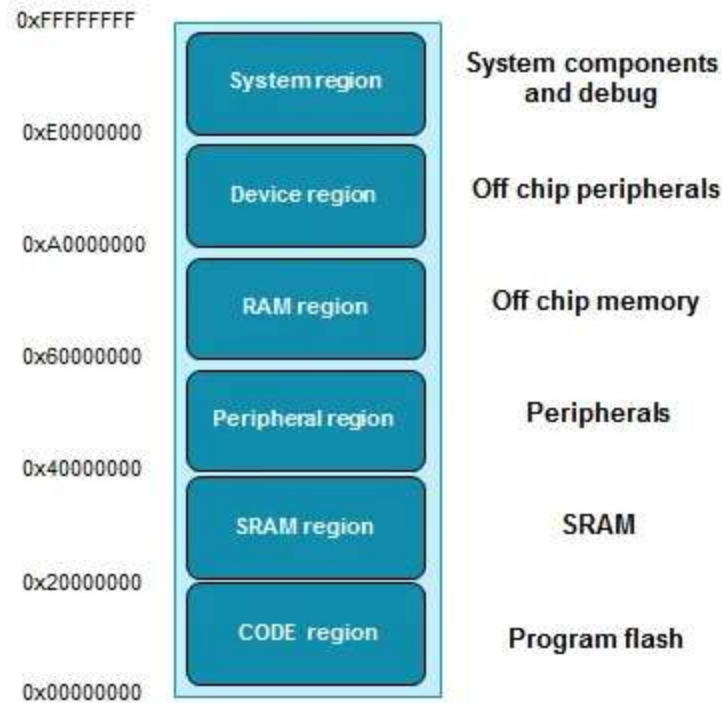 0xFFFFFFFF
System region
System components
and debug
0xE0000000
Device region
Off chip peripherals
0xA0000000
RAM region
Off chip memory
0x60000000
Peripheral region
Peripherals
0x40000000
SRAM region
SRAM
0x20000000
CODE region
Program flash
0x00000000